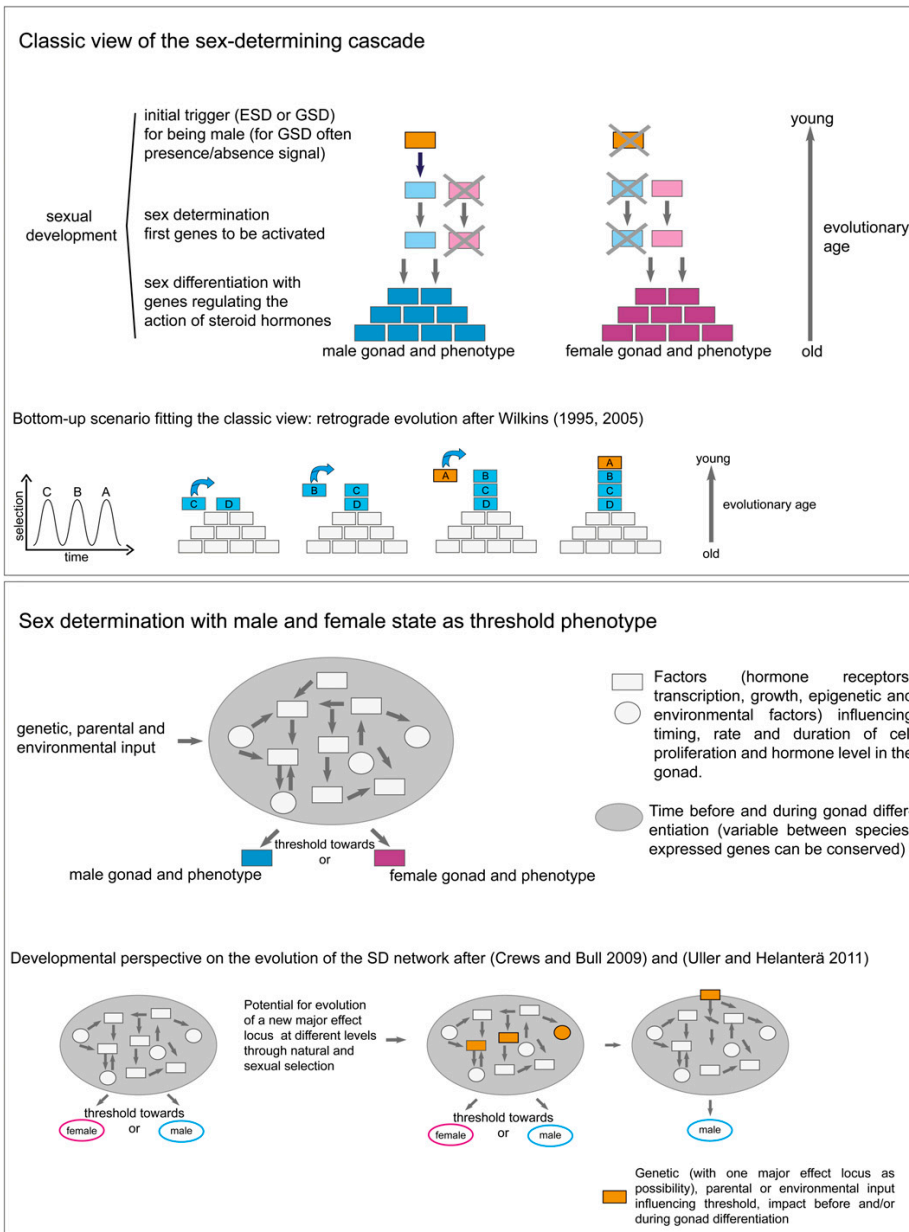 Classic view of the sex-determining cascade
initial trigger (ESD or GSD)
for being male (for GSD often
presence/absence signal)
sexual
development
sex determination
first genes to be activated
sex differentiation with
genes regulating the
action of steroid hormones
male gonad and phenotype
female gonad and phenotype
young
evolutionary
age
old
Bottom-up scenario fitting the classic view: retrograde evolution after Wilkins (1995, 2005)
selection
C B A
time
C D
B C
D
A B
C
D
A
B
C
D
young
evolutionary age
old
Sex determination with male and female state as threshold phenotype
genetic, parental and
environmental input
threshold towards
or
male gonad and phenotype
female gonad and phenotype
Factors (hormone receptors
transcription, growth, epigenetic and
environmental factors) influencing
timing, rate and duration of cel
proliferation and hormone level in the
gonad.
Time before and during gonad differ-
entiation (variable between species
expressed genes can be conserved)
Developmental perspective on the evolution of the SD network after (Crews and Bull 2009) and (Uller and Helanterä 2011)
threshold towards
or
female
male
Potential for evolution
of a new major effect
locus at different levels
through natural and
sexual selection
threshold towards
or
female
male
male
Genetic (with one major effect locus as
possibility), parental or environmental input
influencing threshold, impact before and/or
during gonad differentiation